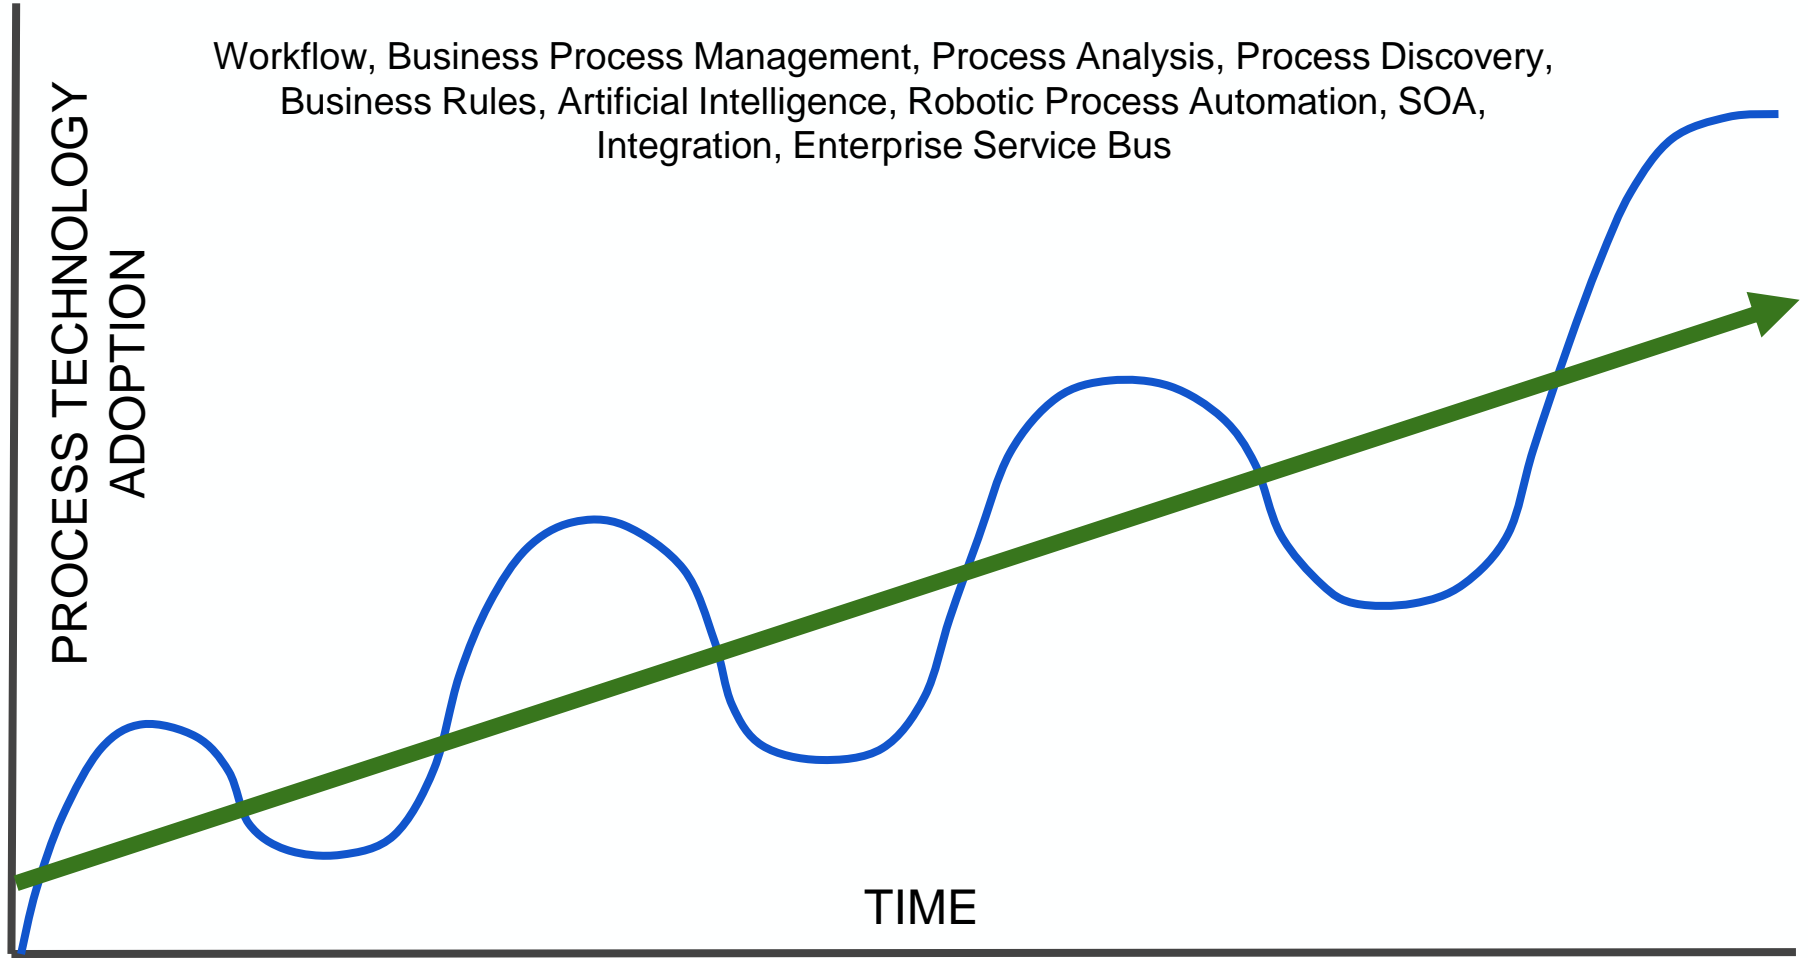 Workflow, Business Process Management, Process Analysis, Process Discovery,
Business Rules, Artificial Intelligence, Robotic Process Automation, SOA,
Integration, Enterprise Service Bus
PROCESS TECHNOLOGY
ADOPTION
TIME